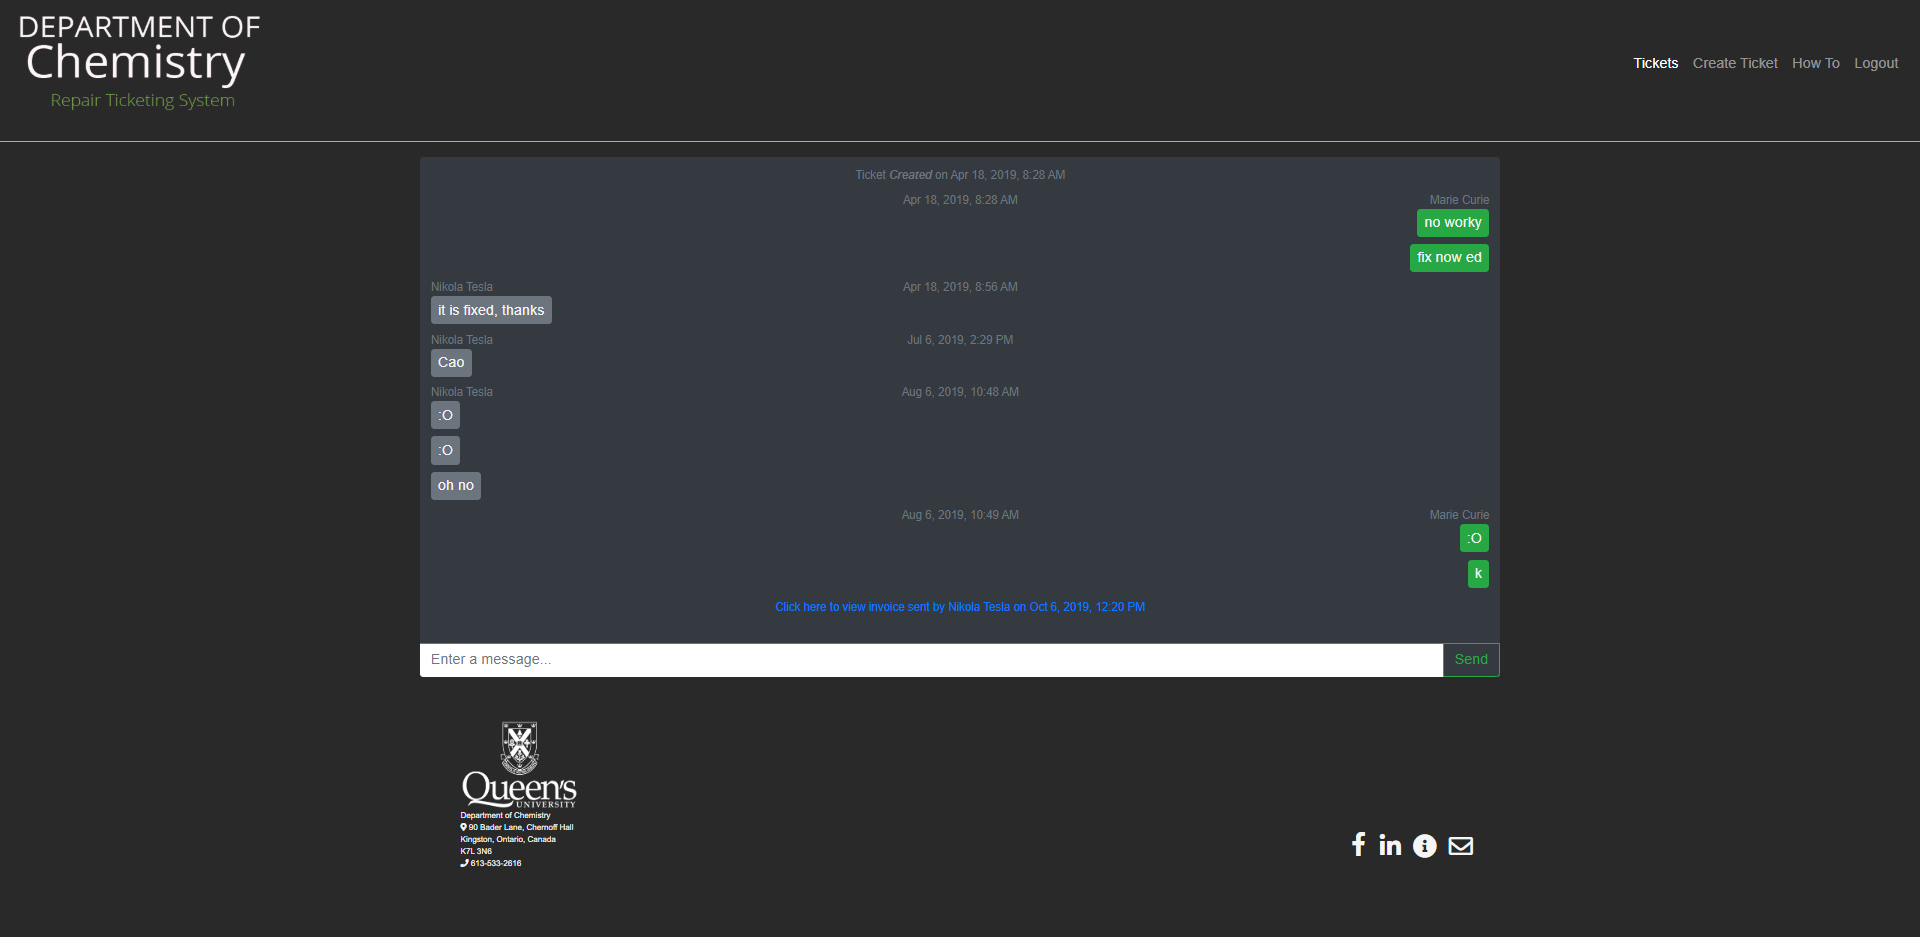 DEPARTMENT OF
Chemistry
Repair Ticketing System
Tickets Create Ticket How To Logout
Ticket Created on Apr 18, 2019, 8:28 AM
Apr 18, 2019, 8:28 AM Marie Curie
no worky
fix now ed
Nikola Tesla Apr 18, 2019, 8:56 AM
it is fixed, thanks
Nikola Tesla Jul 6, 2019, 2:29 PM
Cao
Nikola Tesla Aug 6, 2019, 10:48 AM
:O
:O
oh no
Aug 6, 2019, 10:49 AM Marie Curie
:O
k
Click here to view invoice sent by Nikola Tesla on Oct 6, 2019, 12:20 PM
Enter a message... Send
Queen's
UNIVERSITY
Department of Chemistry
90 Bader Lane, Chernoff Hall
Kingston, Ontario, Canada
K7L 3N6
613-533-2616